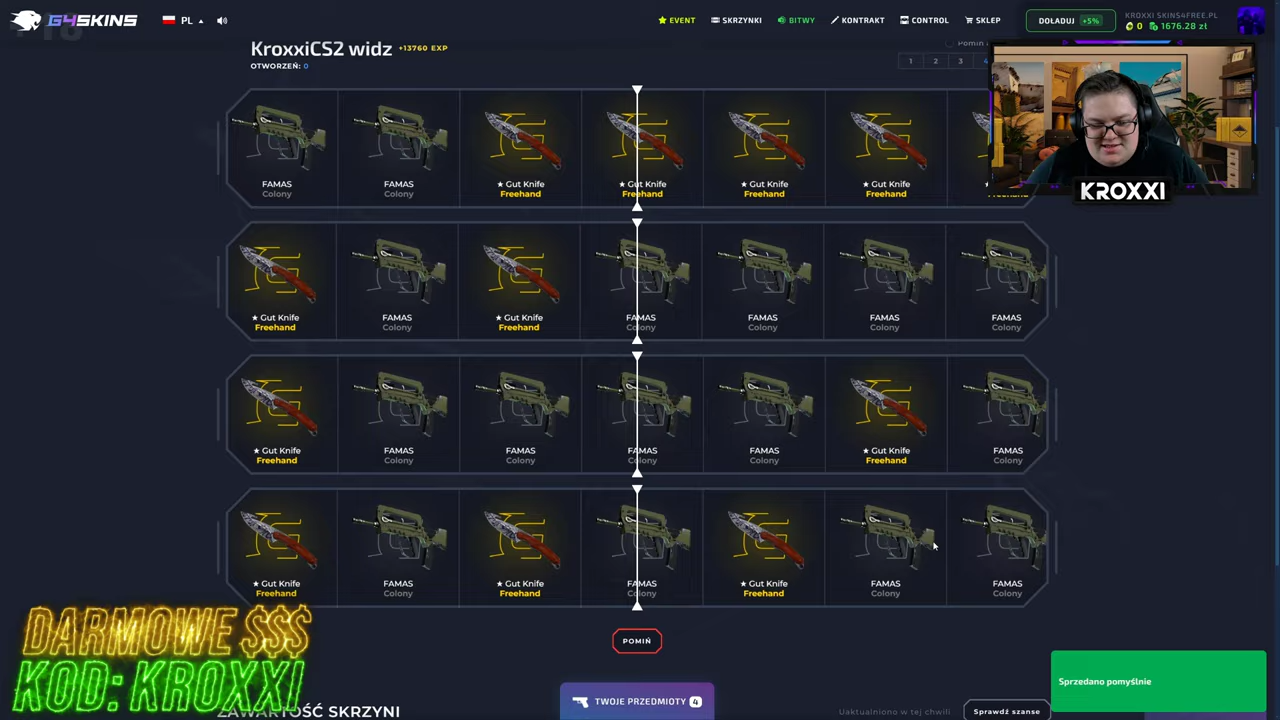 G4SKINS
PL
EVENT
SKRZYNKI
BITWY
KONTRAKT
CONTROL
SKLEP
DOŁADUJ +5%
KROXXI SKINS4FREE.PL
0 1676.28 zł
KroxxiCS2 widz +13760 EXP
OTWORZEŃ: 0
Pomiń
1 2 3 4
KROXXI
FAMAS FAMAS ★ Gut Knife ★ Gut Knife ★ Gut Knife ★ Gut Knife
Colony Colony Freehand Freehand Freehand Freehand Freehand
★ Gut Knife FAMAS ★ Gut Knife FAMAS FAMAS FAMAS FAMAS
Freehand Colony Freehand Colony Colony Colony Colony
★ Gut Knife FAMAS FAMAS FAMAS FAMAS ★ Gut Knife FAMAS
Freehand Colony Colony Colony Colony Freehand Colony
★ Gut Knife FAMAS ★ Gut Knife FAMAS ★ Gut Knife FAMAS FAMAS
Freehand Colony Freehand Colony Freehand Colony Colony
DARMOWE $$$
KOD: KROXXI
POMIŃ
TWOJE PRZEDMIOTY 4
Sprzedano pomyślnie
ZAWARTOŚĆ SKRZYNI
Uaktualniono w tej chwili
Sprawdź szanse